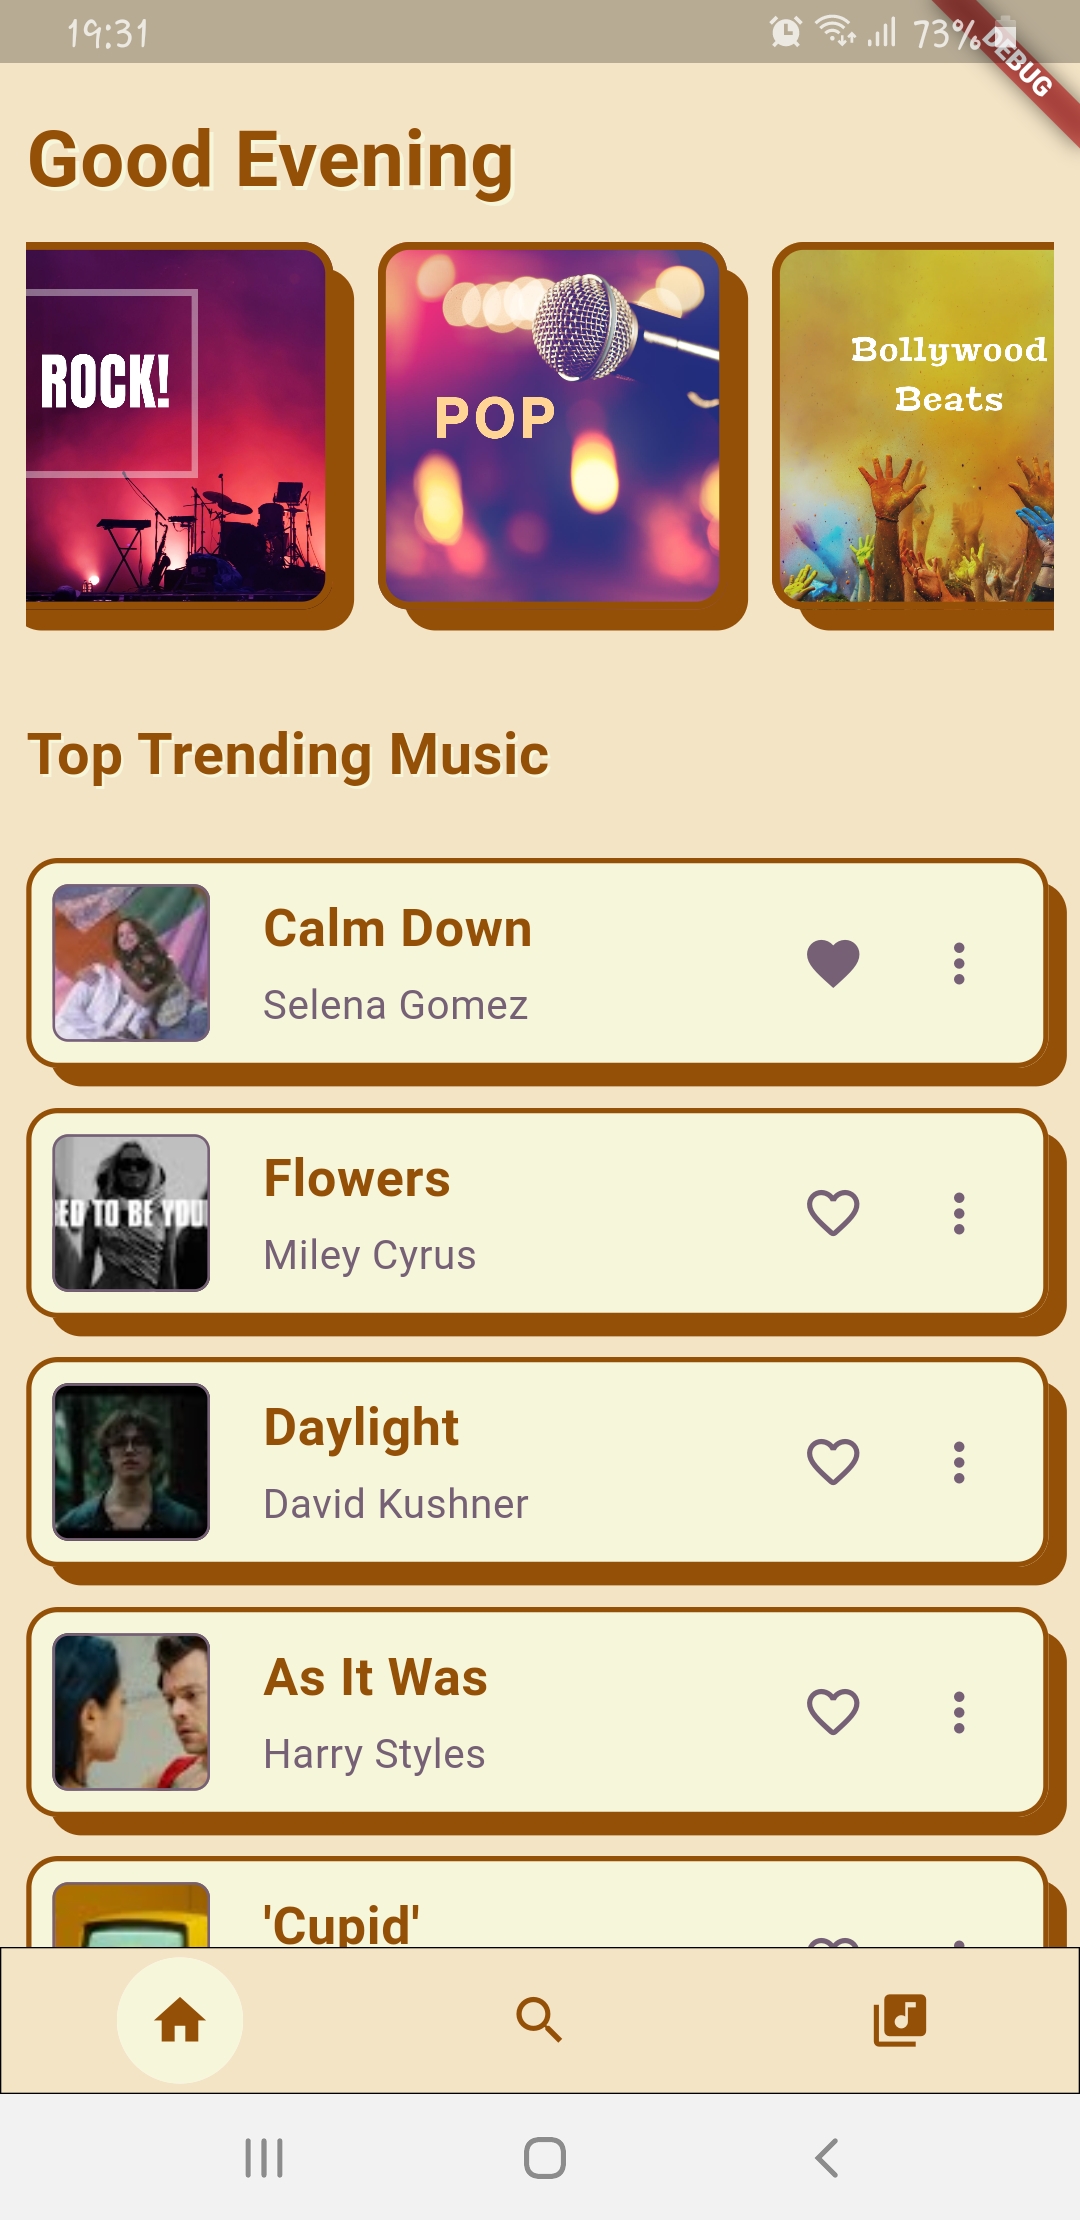 19:31
73%
DEBUG
Good Evening
ROCK!
POP
Bollywood
Beats
Top Trending Music
Calm Down
Selena Gomez
Flowers
ED TO BE YOU
Miley Cyrus
Daylight
David Kushner
As It Was
Harry Styles
'Cupid'